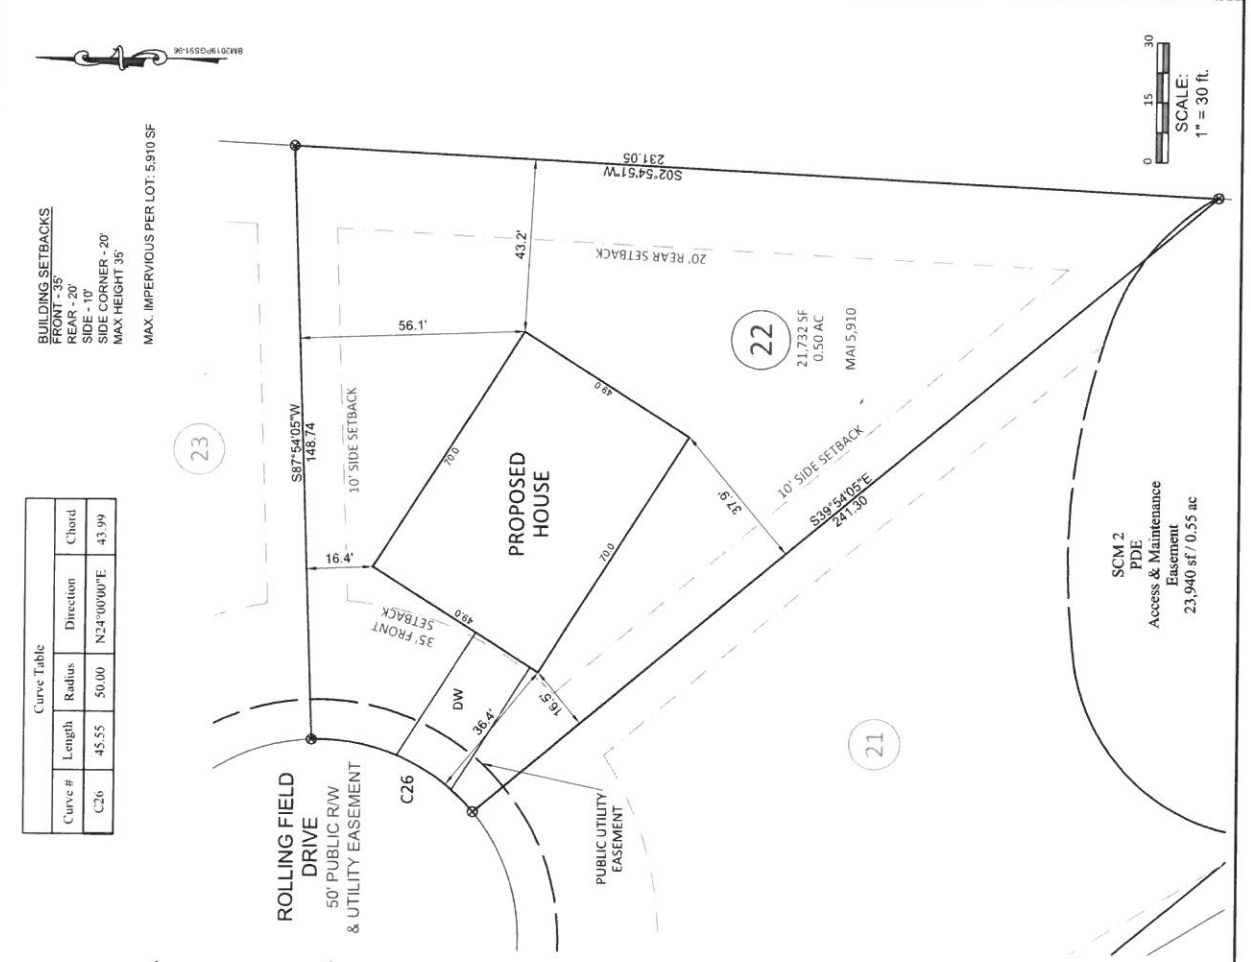 BM2019PGS91-96
BUILDING SETBACKS
FRONT - 35'
REAR - 20'
SIDE - 10'
SIDE CORNER - 20'
MAX HEIGHT 35'
MAX. IMPERVIOUS PER LOT: 5,910 SF
0 15 30
SCALE:
1" = 30 ft.
Curve Table
Curve # Length Radius Direction Chord
C26 45.55 50.00 N24°00'00"E 43.99
23
S87°54'05"W
148.74
231.05
S02°54'51"W
10' SIDE SETBACK
56.1'
43.2'
20' REAR SETBACK
16.4'
70.0
49.0
PROPOSED
HOUSE
70.0
49.0
22
21,732 SF
0.50 AC
MAI 5,910
37.9'
10' SIDE SETBACK
S39°54'05"E
241.30
35' FRONT
SETBACK
DW
36.4'
16.5'
C26
ROLLING FIELD
DRIVE
50' PUBLIC R/W
& UTILITY EASEMENT
PUBLIC UTILITY
EASEMENT
21
SCM 2
PDE
Access & Maintenance
Easement
23,940 sf / 0.55 ac